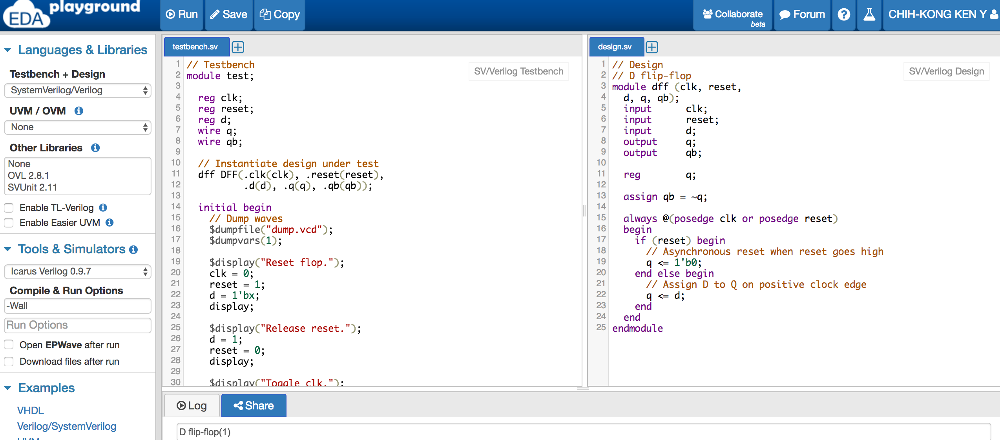 EDA playground
Run
Save
Copy
Collaborate
beta
Forum
?
CHIH-KONG KEN Y
Languages & Libraries
Testbench + Design
SystemVerilog/Verilog
UVM / OVM
None
Other Libraries
None
OVL 2.8.1
SVUnit 2.11
Enable TL-Verilog
Enable Easier UVM
Tools & Simulators
Icarus Verilog 0.9.7
Compile & Run Options
-Wall
Run Options
Open EPWave after run
Download files after run
Examples
VHDL
Verilog/SystemVerilog
UVM
testbench.sv
SV/Verilog Testbench
1 // Testbench
2 module test;
3
4   reg clk;
5   reg reset;
6   reg d;
7   wire q;
8   wire qb;
9
10   // Instantiate design under test
11   dff DFF(.clk(clk), .reset(reset),
12           .d(d), .q(q), .qb(qb));
13
14   initial begin
15     // Dump waves
16     $dumpfile("dump.vcd");
17     $dumpvars(1);
18
19     $display("Reset flop.");
20     clk = 0;
21     reset = 1;
22     d = 1'bx;
23     display;
24
25     $display("Release reset.");
26     d = 1;
27     reset = 0;
28     display;
29
30     $display("Toggle clk.");
design.sv
SV/Verilog Design
1 // Design
2 // D flip-flop
3 module dff (clk, reset,
4   d, q, qb);
5   input      clk;
6   input      reset;
7   input      d;
8   output     q;
9   output     qb;
10
11   reg        q;
12
13   assign qb = ~q;
14
15   always @(posedge clk or posedge reset)
16   begin
17     if (reset) begin
18       // Asynchronous reset when reset goes high
19       q <= 1'b0;
20     end else begin
21       // Assign D to Q on positive clock edge
22       q <= d;
23     end
24   end
25 endmodule
Log
Share
D flip-flop(1)